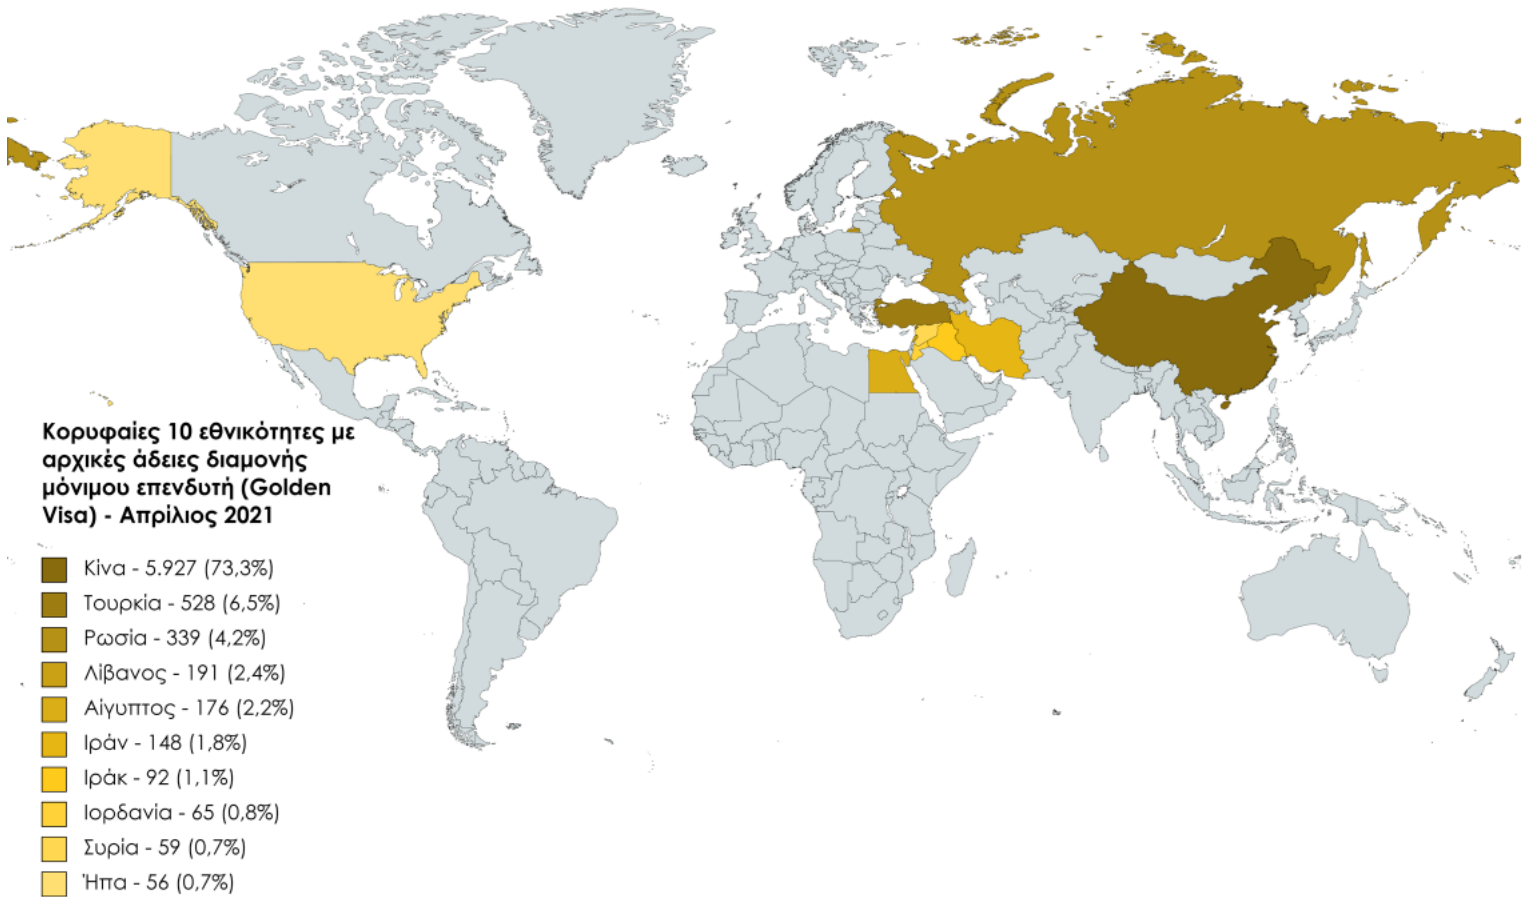 Κορυφαίες 10 εθνικότητες με
αρχικές άδειες διαμονής
μόνιμου επενδυτή (Golden
Visa) - Απρίλιος 2021
Κίνα - 5.927 (73,3%)
Τουρκία - 528 (6,5%)
Ρωσία - 339 (4,2%)
Λίβανος - 191 (2,4%)
Αίγυπτος - 176 (2,2%)
Ιράν - 148 (1,8%)
Ιράκ - 92 (1,1%)
Ιορδανία - 65 (0,8%)
Συρία - 59 (0,7%)
Ήπα - 56 (0,7%)